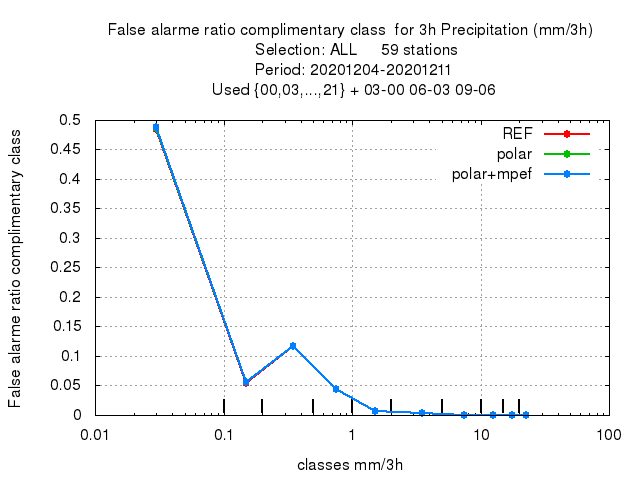 False alarme ratio complimentary class  for 3h Precipitation (mm/3h)
Selection: ALL     59 stations
Period: 20201204-20201211
Used {00,03,...,21} + 03-00 06-03 09-06
REF
polar
polar+mpef
False alarme ratio complimentary class
0.5
0.45
0.4
0.35
0.3
0.25
0.2
0.15
0.1
0.05
0
0.01 0.1 1 10 100
classes mm/3h